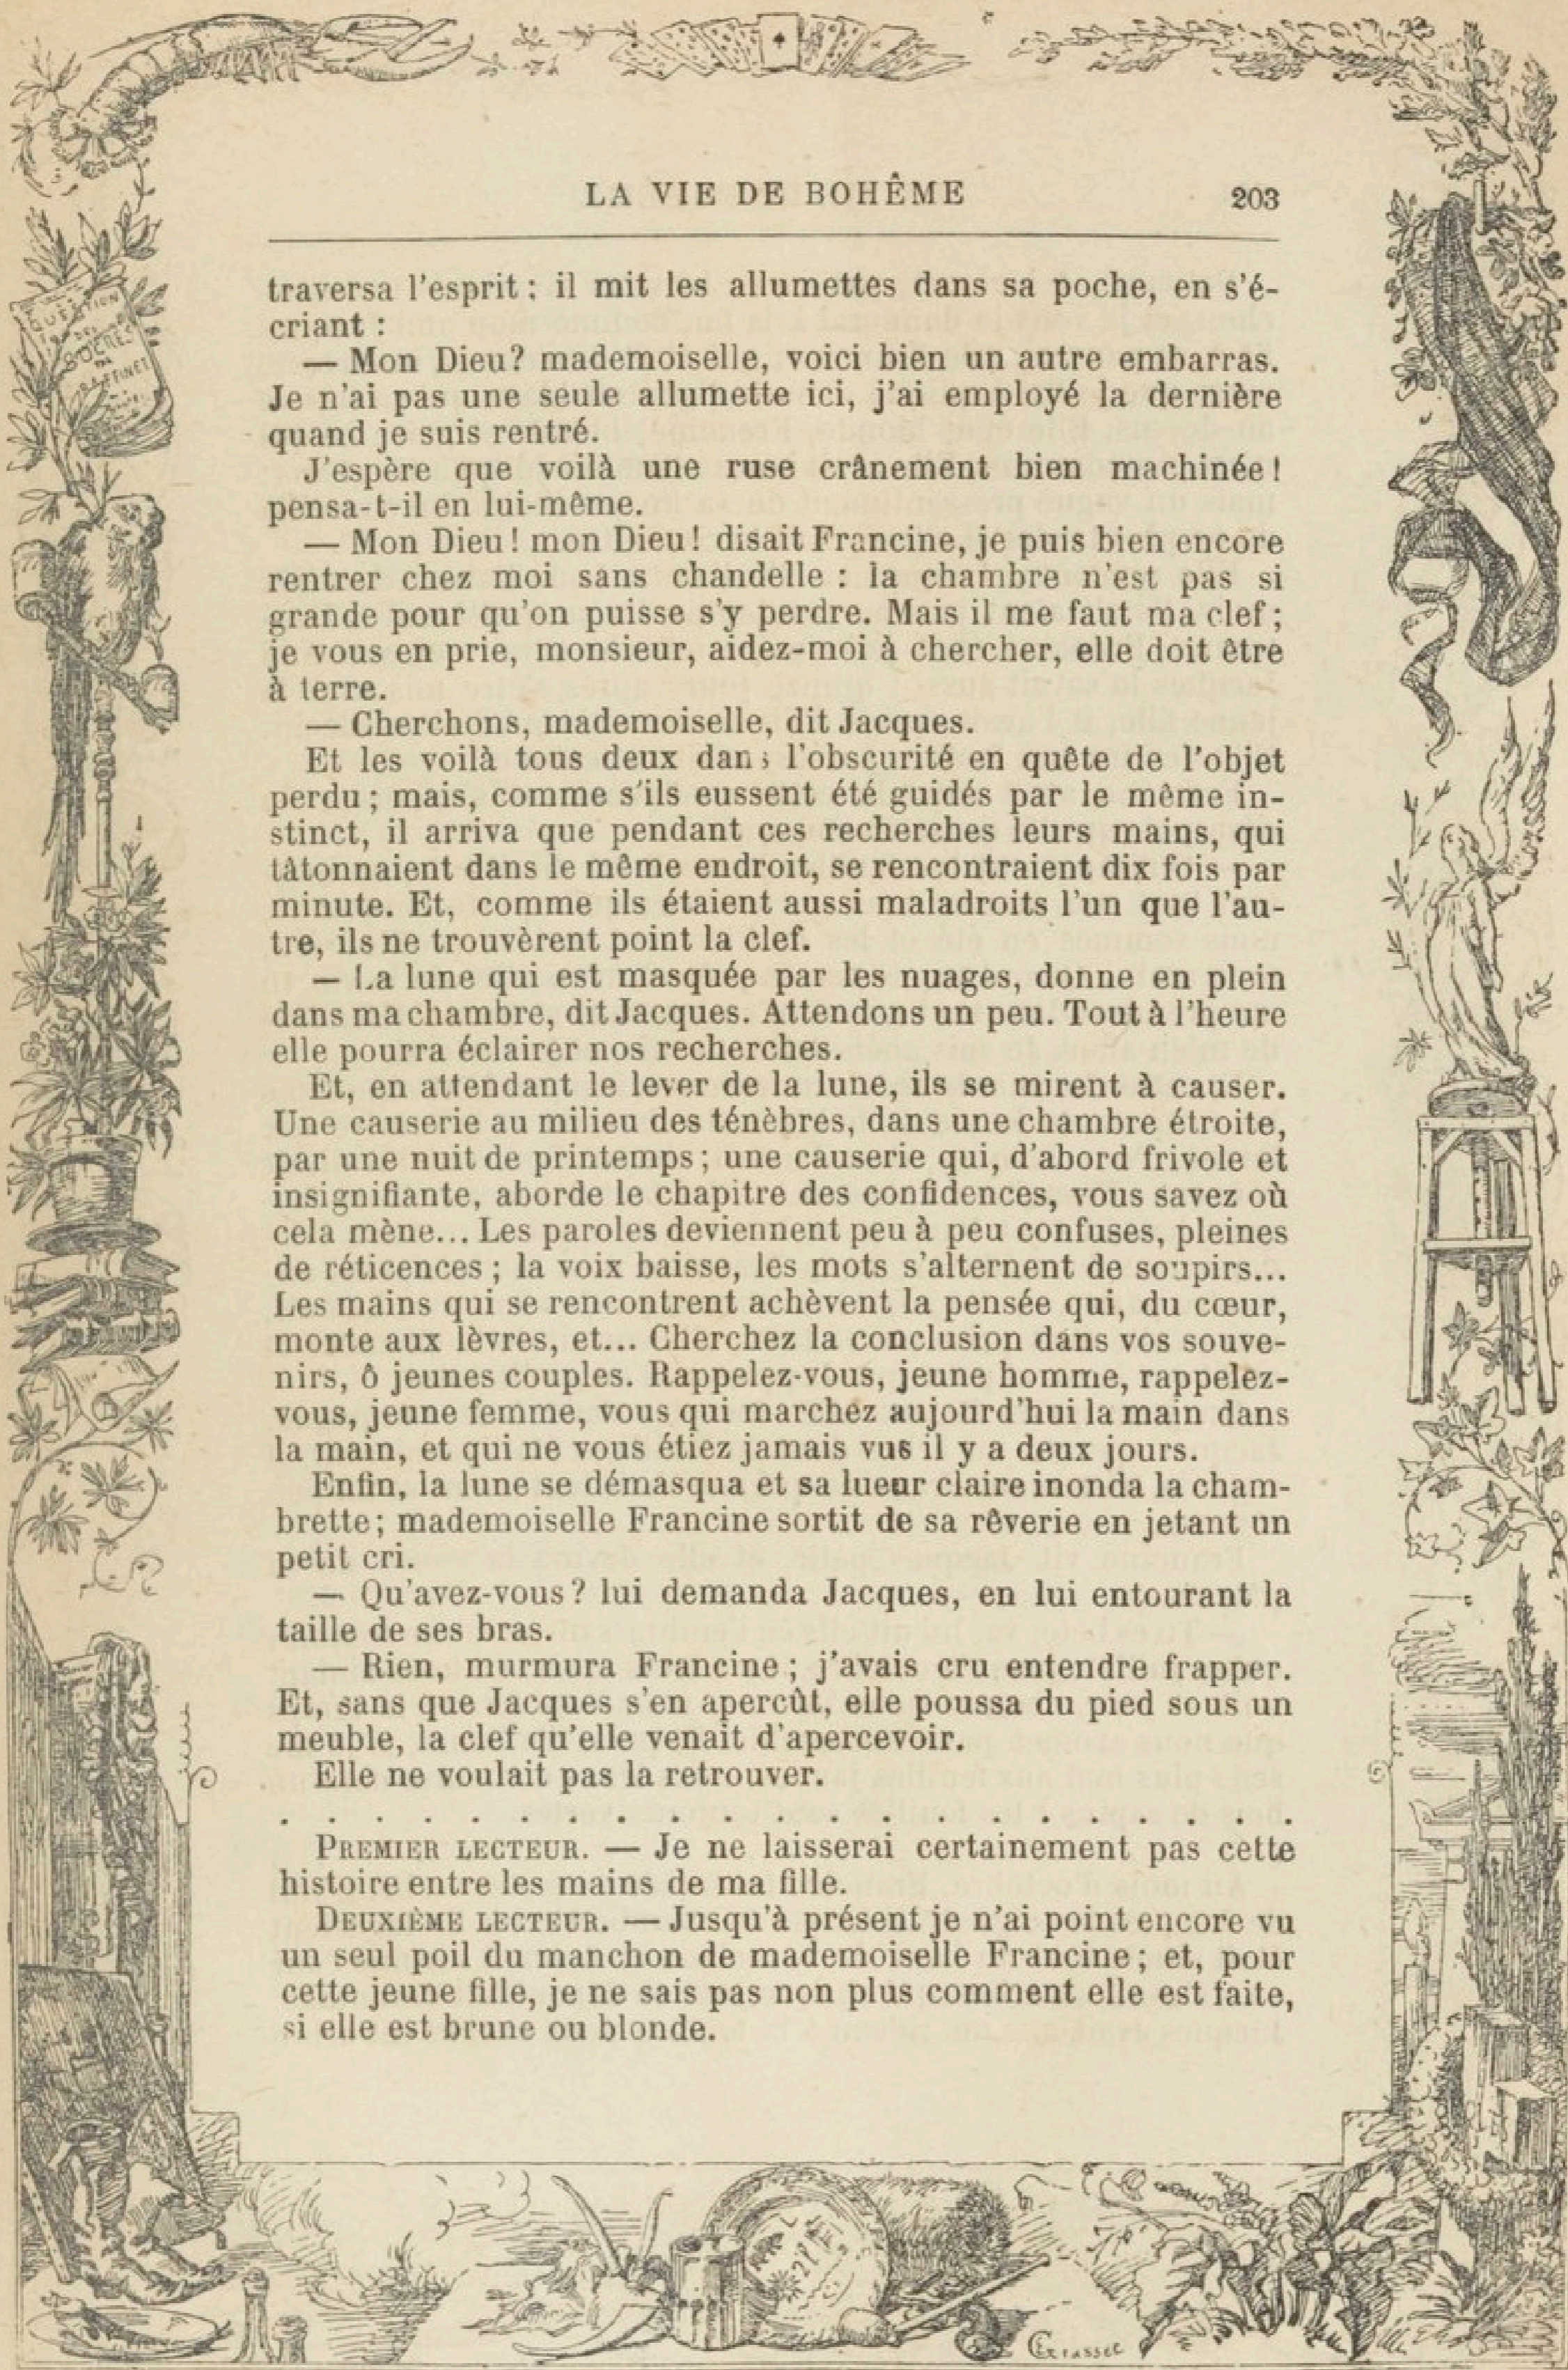 LA VIE DE BOHÊME 203
traversa l'esprit : il mit les allumettes dans sa poche, en s'é-
criant :
— Mon Dieu? mademoiselle, voici bien un autre embarras.
Je n'ai pas une seule allumette ici, j'ai employé la dernière
quand je suis rentré.
J'espère que voilà une ruse crânement bien machinée !
pensa-t-il en lui-même.
— Mon Dieu ! mon Dieu ! disait Francine, je puis bien encore
rentrer chez moi sans chandelle : la chambre n'est pas si
grande pour qu'on puisse s'y perdre. Mais il me faut ma clef ;
je vous en prie, monsieur, aidez-moi à chercher, elle doit être
à terre.
— Cherchons, mademoiselle, dit Jacques.
Et les voilà tous deux dans l'obscurité en quête de l'objet
perdu ; mais, comme s'ils eussent été guidés par le même in-
stinct, il arriva que pendant ces recherches leurs mains, qui
tâtonnaient dans le même endroit, se rencontraient dix fois par
minute. Et, comme ils étaient aussi maladroits l'un que l'au-
tre, ils ne trouvèrent point la clef.
— La lune qui est masquée par les nuages, donne en plein
dans ma chambre, dit Jacques. Attendons un peu. Tout à l'heure
elle pourra éclairer nos recherches.
Et, en attendant le lever de la lune, ils se mirent à causer.
Une causerie au milieu des ténèbres, dans une chambre étroite,
par une nuit de printemps ; une causerie qui, d'abord frivole et
insignifiante, aborde le chapitre des confidences, vous savez où
cela mène... Les paroles deviennent peu à peu confuses, pleines
de réticences ; la voix baisse, les mots s'alternent de soupirs...
Les mains qui se rencontrent achèvent la pensée qui, du cœur,
monte aux lèvres, et... Cherchez la conclusion dans vos souve-
nirs, ô jeunes couples. Rappelez-vous, jeune homme, rappelez-
vous, jeune femme, vous qui marchez aujourd'hui la main dans
la main, et qui ne vous étiez jamais vus il y a deux jours.
Enfin, la lune se démasqua et sa lueur claire inonda la cham-
brette ; mademoiselle Francine sortit de sa rêverie en jetant un
petit cri.
— Qu'avez-vous ? lui demanda Jacques, en lui entourant la
taille de ses bras.
— Rien, murmura Francine ; j'avais cru entendre frapper.
Et, sans que Jacques s'en apercût, elle poussa du pied sous un
meuble, la clef qu'elle venait d'apercevoir.
Elle ne voulait pas la retrouver.
. . . . . . . . . . . . . . . . . . . .
PREMIER LECTEUR. — Je ne laisserai certainement pas cette
histoire entre les mains de ma fille.
DEUXIÈME LECTEUR. — Jusqu'à présent je n'ai point encore vu
un seul poil du manchon de mademoiselle Francine ; et, pour
cette jeune fille, je ne sais pas non plus comment elle est faite,
si elle est brune ou blonde.
QUESTION
DES
SUCRES
PAR
RAFFINET
Grasset